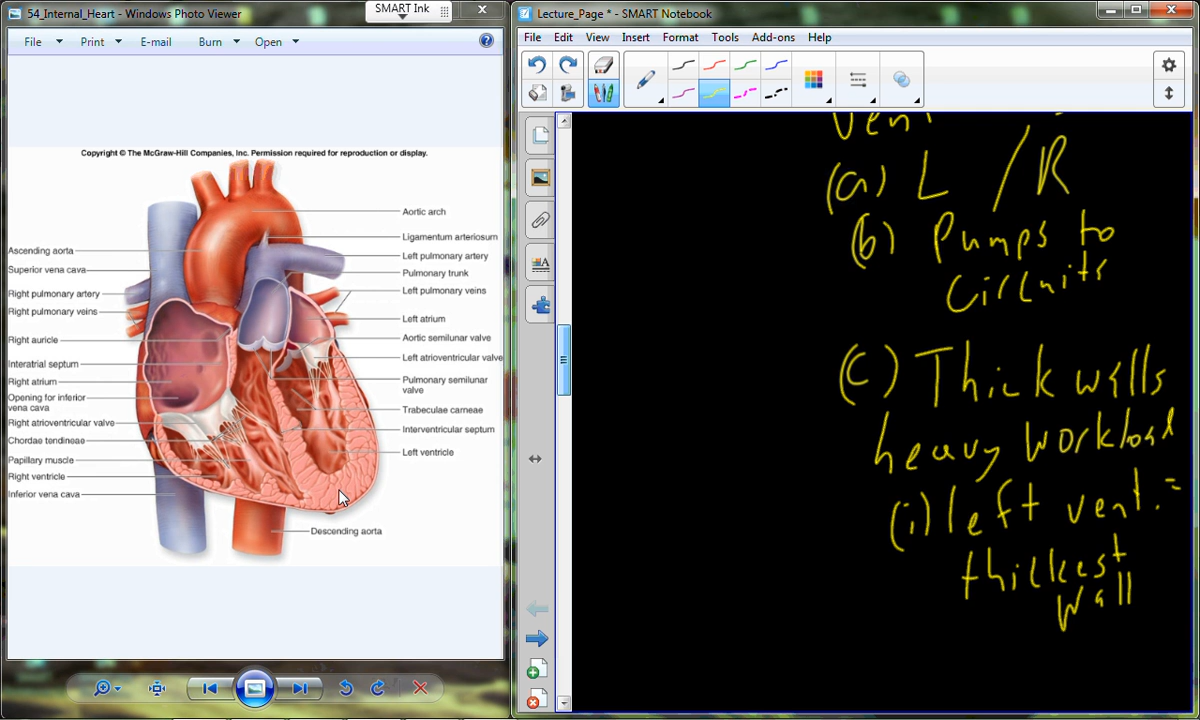 54_Internal_Heart - Windows Photo Viewer
SMART Ink
File Print E-mail Burn Open
Copyright © The McGraw-Hill Companies, Inc. Permission required for reproduction or display.
Ascending aorta
Superior vena cava
Right pulmonary artery
Right pulmonary veins
Right auricle
Interatrial septum
Right atrium
Opening for inferior
vena cava
Right atrioventricular valve
Chordae tendineae
Papillary muscle
Right ventricle
Inferior vena cava
Aortic arch
Ligamentum arteriosum
Left pulmonary artery
Pulmonary trunk
Left pulmonary veins
Left atrium
Aortic semilunar valve
Left atrioventricular valve
Pulmonary semilunar
valve
Trabeculae carneae
Interventricular septum
Left ventricle
Descending aorta
Lecture_Page * - SMART Notebook
File Edit View Insert Format Tools Add-ons Help
Vent
(a) L / R
(b) Pumps to
Circuits
(c) Thick walls
heavy workload
(i) left vent. =
thickest
wall